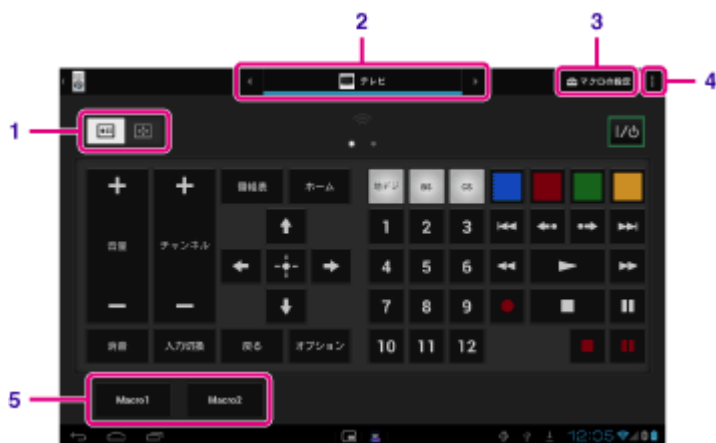 2
3
4
テレビ
マクロの設定
1
I/⏻
+
+
番組表
ホーム
地デジ
BS
CS
音量
チャンネル
1
2
3
4
5
6
7
8
9
消音
入力切換
戻る
オプション
10
11
12
5
Macro1
Macro2
12:05